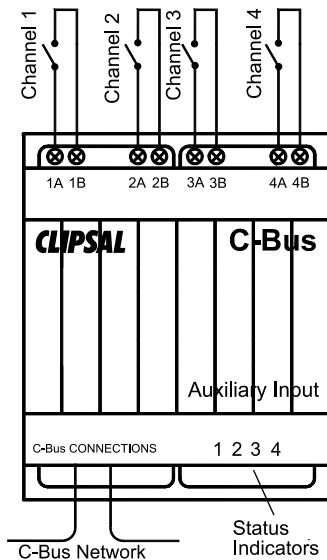 Channel 1
Channel 2
Channel 3
Channel 4
1A 1B 2A 2B 3A 3B 4A 4B
CLIPSAL C-Bus
Auxiliary Input
C-Bus CONNECTIONS 1 2 3 4
C-Bus Network
Status
Indicators